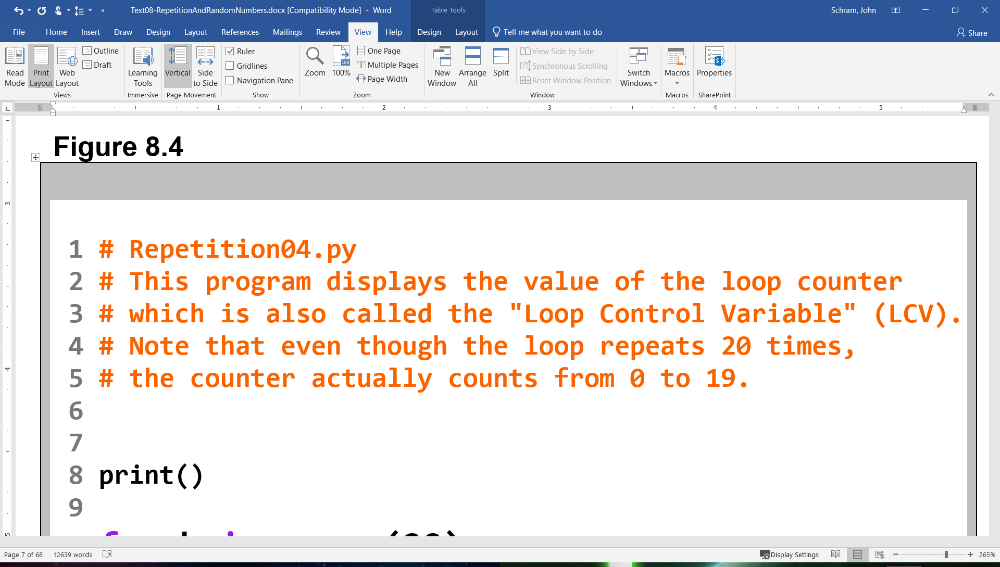 Text08-RepetitionAndRandomNumbers.docx [Compatibility Mode] - Word
Table Tools
Schram, John
File Home Insert Draw Design Layout References Mailings Review View Help Design Layout Tell me what you want to do Share
Read Mode
Print Layout
Web Layout
Outline
Draft
Views
Learning Tools
Immersive
Vertical
Side to Side
Page Movement
Ruler
Gridlines
Navigation Pane
Show
Zoom
100
100%
One Page
Multiple Pages
Page Width
Zoom
New Window
Arrange All
Split
View Side by Side
Synchronous Scrolling
Reset Window Position
Switch Windows
Window
Macros
Macros
Properties
SharePoint
L
1 2 3 4 5
3
4
5
Figure 8.4
1 # Repetition04.py
2 # This program displays the value of the loop counter
3 # which is also called the "Loop Control Variable" (LCV).
4 # Note that even though the loop repeats 20 times,
5 # the counter actually counts from 0 to 19.
6
7
8 print()
9
Page 7 of 68 12639 words Display Settings 265%